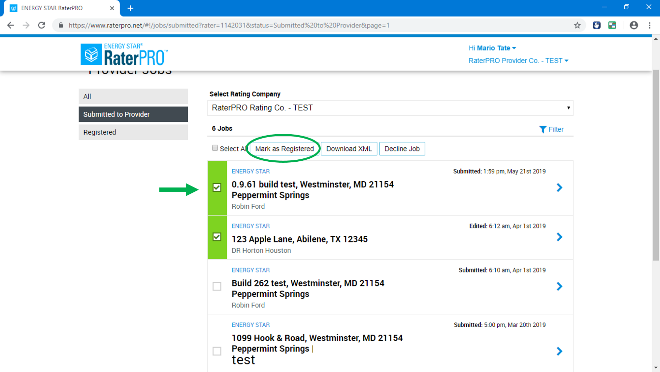 ENERGY STAR RaterPRO
https://www.raterpro.net/#!/jobs/submitted?rater=1142031&status=Submitted%20to%20Provider&page=1
ENERGY STAR®
RaterPRO™
Hi Mario Tate
RaterPRO Provider Co. - TEST
Provider Jobs
All
Submitted to Provider
Registered
Select Rating Company
RaterPRO Rating Co. - TEST
6 Jobs
Filter
Select All
Mark as Registered
Download XML
Decline Job
ENERGY STAR
Submitted: 1:59 pm, May 21st 2019
0.9.61 build test, Westminster, MD 21154
Peppermint Springs
Robin Ford
ENERGY STAR
Edited: 6:12 am, Apr 1st 2019
123 Apple Lane, Abilene, TX 12345
DR Horton Houston
ENERGY STAR
Submitted: 6:10 am, Apr 1st 2019
Build 262 test, Westminster, MD 21154
Peppermint Springs
Robin Ford
ENERGY STAR
Submitted: 5:00 pm, Mar 20th 2019
1099 Hook & Road, Westminster, MD 21154
Peppermint Springs |
test